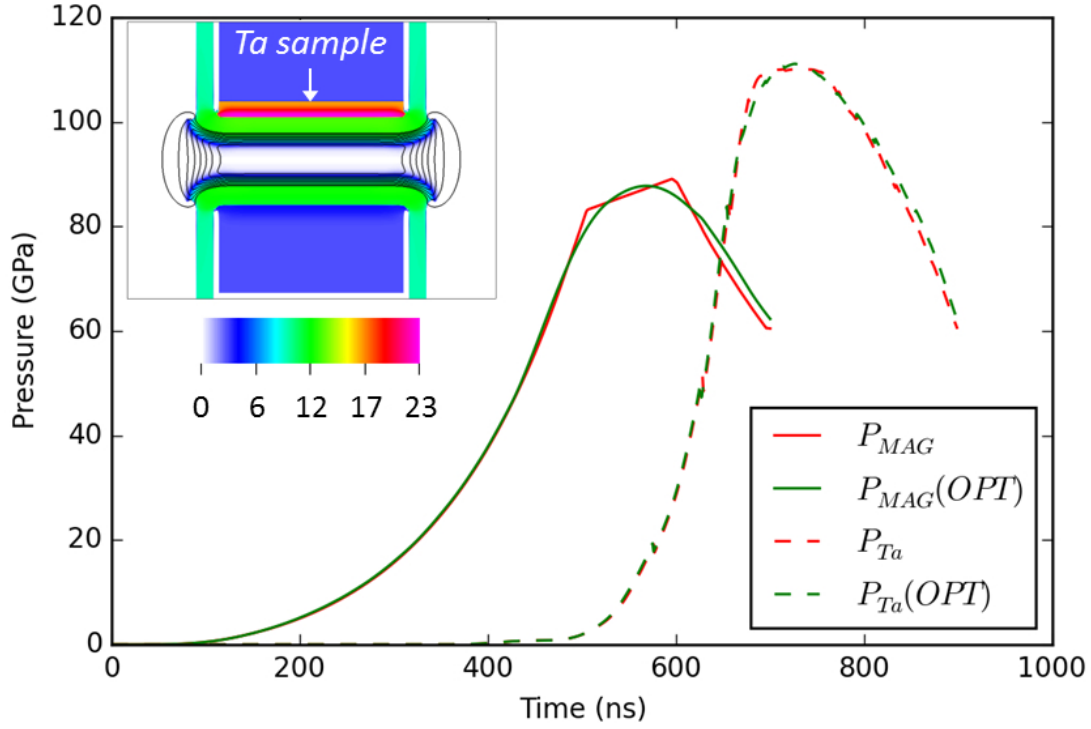 120
100
80
60
40
20
0
Pressure (GPa)
Ta sample
0 6 12 17 23
P_MAG
P_MAG(OPT)
P_Ta
P_Ta(OPT)
0 200 400 600 800 1000
Time (ns)